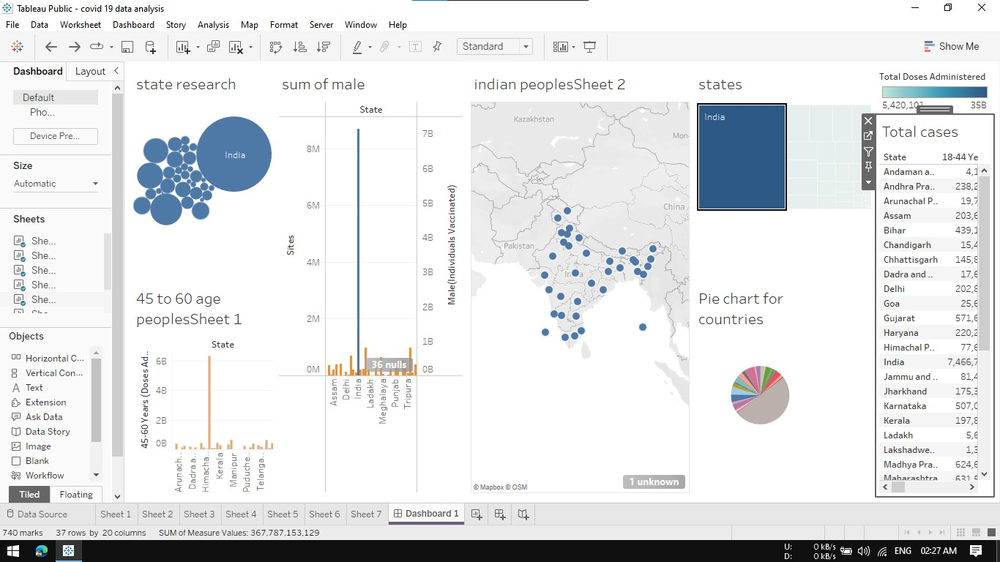 Tableau Public - covid 19 data analysis
File Data Worksheet Dashboard Story Analysis Map Format Server Window Help
Standard
Show Me
Dashboard Layout
Default
Pho...
Device Pre...
Size
Automatic
Sheets
She...
She...
She...
She...
She...
Objects
Horizontal C...
Vertical Con...
Text
Extension
Ask Data
Data Story
Image
Blank
Workflow
Tiled Floating
state research
India
45 to 60 age
peoplesSheet 1
State
45-60 Years (Doses Ad..
6B
4B
2B
0B
Arunach..
Dadra a..
Himacha..
Kerala
Manipur
Puduche..
Telanga..
sum of male
State
Sites
8M
6M
4M
2M
0M
7B
6B
5B
4B
3B
2B
1B
0B
Male(Individuals Vaccinated)
36 nulls
Assam
Delhi
India
Ladakh
Meghalaya
Punjab
Tripura
indian peoplesSheet 2
Kazakhstan
Mon
China
Pakistan
India
© Mapbox © OSM
1 unknown
states
India
Pie chart for
countries
Total Doses Administered
5,420,101 35B
Total cases
State 18-44 Ye
Andaman a.. 4,1
Andhra Pra.. 238,2
Arunachal P.. 19,7
Assam 203,6
Bihar 439,1
Chandigarh 15,4
Chhattisgarh 145,8
Dadra and .. 17,6
Delhi 202,8
Goa 25,6
Gujarat 571,6
Haryana 220,2
Himachal P.. 77,6
India 7,466,7
Jammu and .. 81,4
Jharkhand 175,3
Karnataka 507,0
Kerala 197,8
Ladakh 5,6
Lakshadwe.. 1,3
Madhya Pra.. 624,6
Maharashtra 631,5
Data Source Sheet 1 Sheet 2 Sheet 3 Sheet 4 Sheet 5 Sheet 6 Sheet 7 Dashboard 1
740 marks 37 rows by 20 columns SUM of Measure Values: 367,787,153,129
U: 0 kB/s
D: 0 kB/s
ENG 02:27 AM